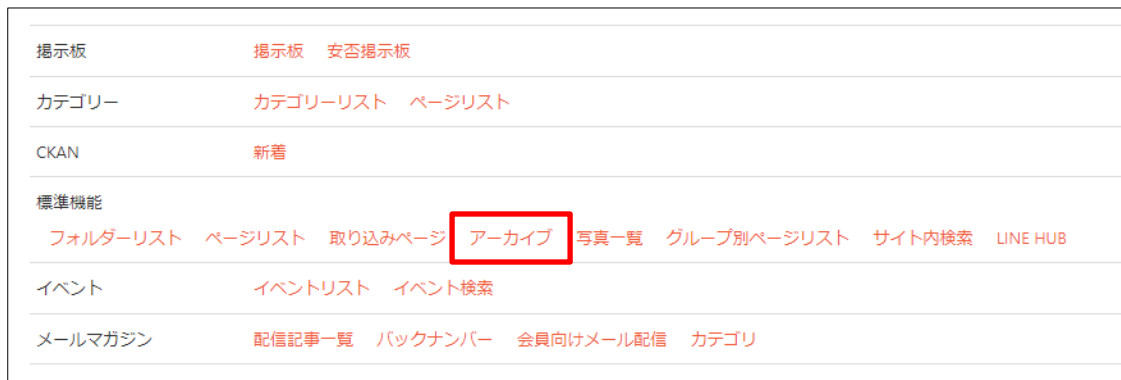 掲示板 掲示板 安否掲示板
カテゴリー カテゴリーリスト ページリスト
CKAN 新着
標準機能
フォルダーリスト ページリスト 取り込みページ アーカイブ 写真一覧 グループ別ページリスト サイト内検索 LINE HUB
イベント イベントリスト イベント検索
メールマガジン 配信記事一覧 バックナンバー 会員向けメール配信 カテゴリ